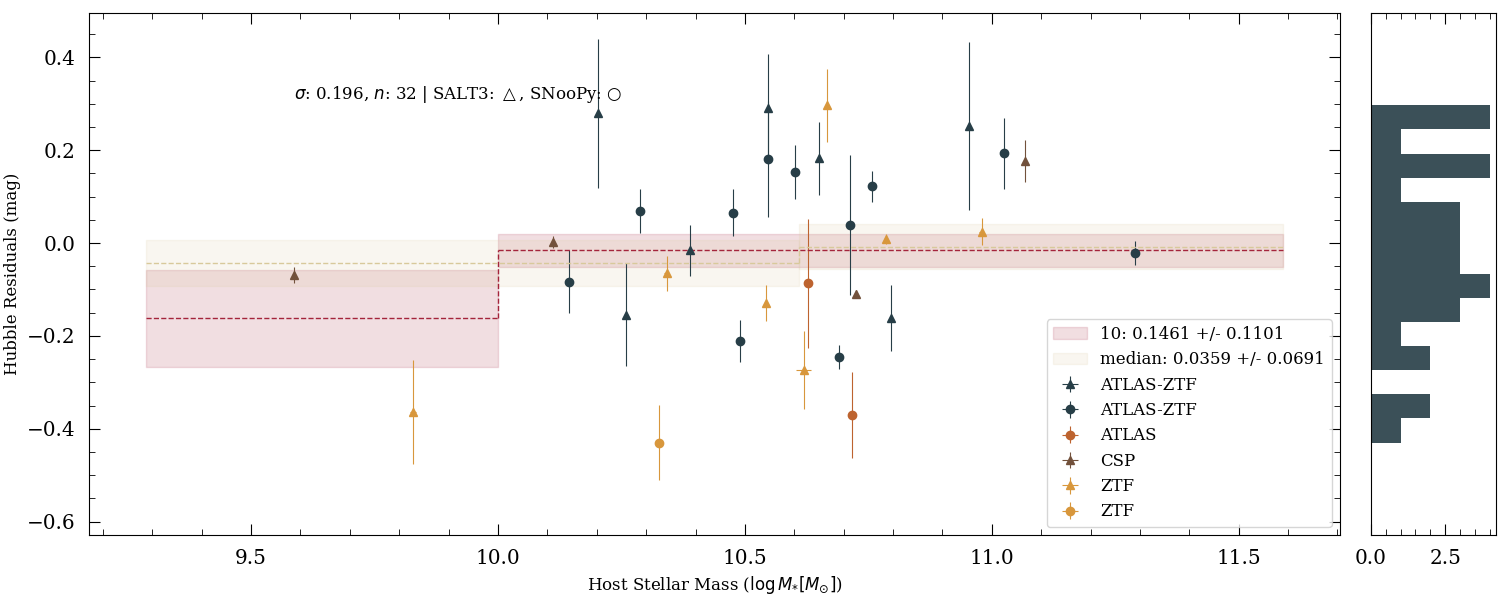 σ: 0.196, n: 32 | SALT3: △, SNooPy: ○
Hubble Residuals (mag)
0.4
0.2
0.0
−0.2
−0.4
−0.6
10: 0.1461 +/- 0.1101
median: 0.0359 +/- 0.0691
ATLAS-ZTF
ATLAS-ZTF
ATLAS
CSP
ZTF
ZTF
9.5 10.0 10.5 11.0 11.5
0.0 2.5
Host Stellar Mass (log M*[M⊙])